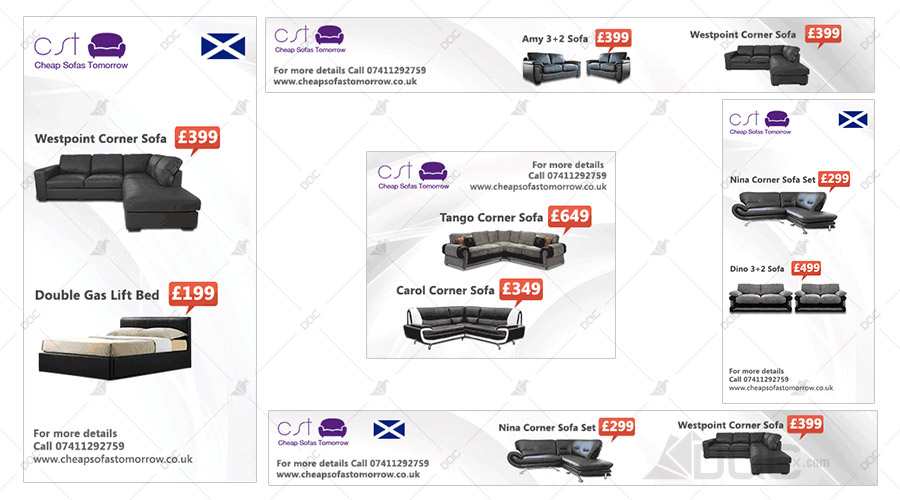 cst
Cheap Sofas Tomorrow
Westpoint Corner Sofa £399
Double Gas Lift Bed £199
For more details
Call 07411292759
www.cheapsofastomorrow.co.uk
cst
Cheap Sofas Tomorrow
For more details Call 07411292759
www.cheapsofastomorrow.co.uk
Amy 3+2 Sofa £399
Westpoint Corner Sofa £399
cst
Cheap Sofas Tomorrow
For more details
Call 07411292759
www.cheapsofastomorrow.co.uk
Tango Corner Sofa £649
Carol Corner Sofa £349
cst
Cheap Sofas Tomorrow
Nina Corner Sofa Set £299
Dino 3+2 Sofa £499
For more details
Call 07411292759
www.cheapsofastomorrow.co.uk
cst
Cheap Sofas Tomorrow
For more details Call 07411292759
www.cheapsofastomorrow.co.uk
Nina Corner Sofa Set £299
Westpoint Corner Sofa £399